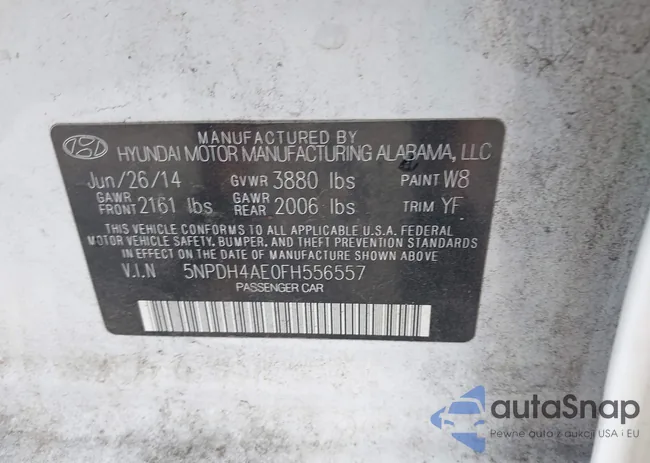 MANUFACTURED BY
HYUNDAI MOTOR MANUFACTURING ALABAMA, LLC
Jun/26/14 GVWR 3880 lbs PAINT W8
GAWR FRONT 2161 lbs GAWR REAR 2006 lbs TRIM YF
THIS VEHICLE CONFORMS TO ALL APPLICABLE U.S.A. FEDERAL
MOTOR VEHICLE SAFETY, BUMPER, AND THEFT PREVENTION STANDARDS
IN EFFECT ON THE DATE OF MANUFACTURE SHOWN ABOVE.
V.I.N 5NPDH4AE0FH556557
PASSENGER CAR
autoSnap
Pewne auta z aukcji USA i EU